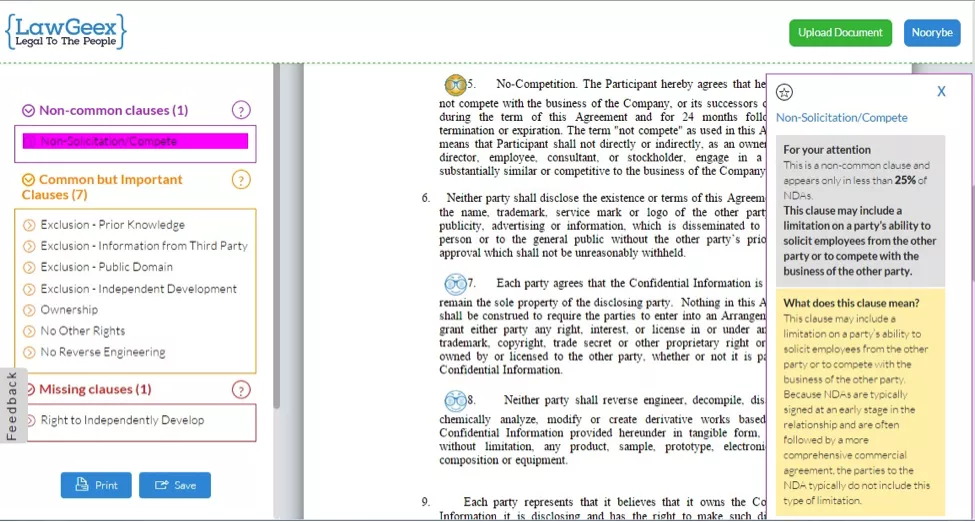 {LawGeex}
Legal To The People
Upload Document
Noorybe
Non-common clauses (1)
?
Non-Solicitation/Compete
Common but Important
Clauses (7)
?
Exclusion - Prior Knowledge
Exclusion - Information from Third Party
Exclusion - Public Domain
Exclusion - Independent Development
Ownership
No Other Rights
No Reverse Engineering
Missing clauses (1)
?
Right to Independently Develop
Feedback
Print
Save
5. No-Competition. The Participant hereby agrees that he
not compete with the business of the Company, or its successors
during the term of this Agreement and for 24 months
termination or expiration. The term "not compete" as used in this A
means that Participant shall not directly or indirectly, as an
director, employee, consultant, or stockholder, engage in a
substantially similar or competitive to the business of the Company
6. Neither party shall disclose the existence or terms of this
the name, trademark, service mark or logo of the other
publicity, advertising or information, which is disseminated to
person or to the general public without the other party's
approval which shall not be unreasonably withheld.
7. Each party agrees that the Confidential Information is
remain the sole property of the disclosing party. Nothing in this A
shall be construed to require the parties to enter into an
grant either party any right, interest, or license in or under
trademark, copyright, trade secret or other proprietary right or
owned by or licensed to the other party, whether or not it is
Confidential Information.
8. Neither party shall reverse engineer, decompile,
chemically analyze, modify or create derivative works based
Confidential Information provided hereunder in tangible form,
without limitation, any product, sample, prototype,
composition or equipment.
9. Each party represents that it believes that it owns the
Information it is disclosing and has the right to make such
X
Non-Solicitation/Compete
For your attention
This is a non-common clause and
appears only in less than 25% of
NDAs.
This clause may include a
limitation on a party's ability to
solicit employees from the other
party or to compete with the
business of the other party.
What does this clause mean?
This clause may include a
limitation on a party's ability to
solicit employees from the other
party or to compete with the
business of the other party.
Because NDAs are typically
signed at an early stage in the
relationship and are often
followed by a more
comprehensive commercial
agreement, the parties to the
NDA typically do not include this
type of limitation.